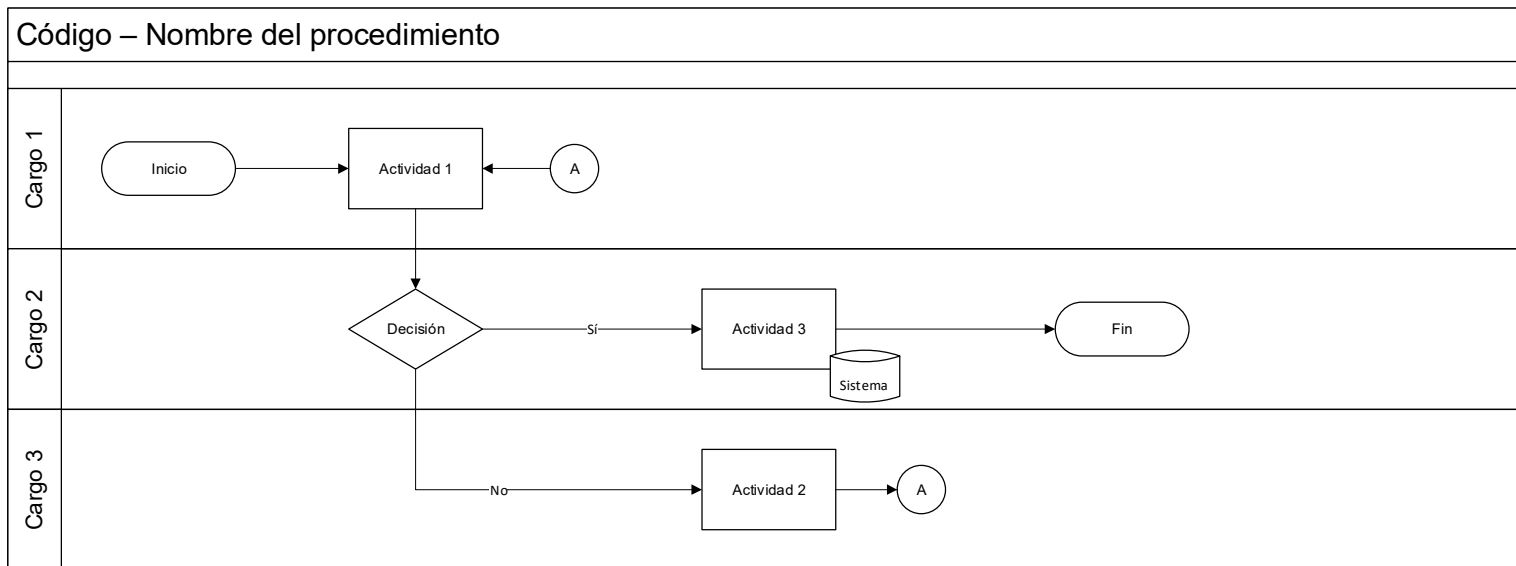 Código – Nombre del procedimiento
Cargo 1
Inicio
Actividad 1
A
Cargo 2
Decisión
Sí
Actividad 3
Sistema
Fin
Cargo 3
No
Actividad 2
A